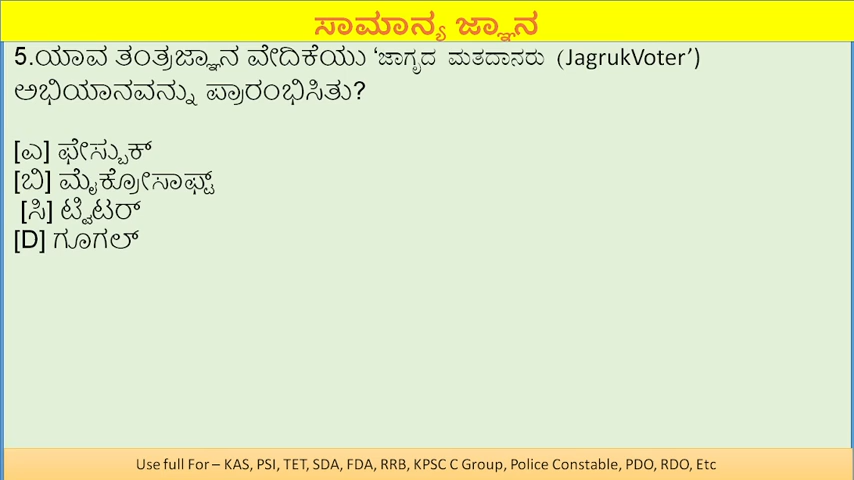 ಸಾಮಾನ್ಯ ಜ್ಞಾನ
5.ಯಾವ ತಂತ್ರಜ್ಞಾನ ವೇದಿಕೆಯು ‘ಜಾಗೃದ ಮತದಾನರು (JagrukVoter’)
ಅಭಿಯಾನವನ್ನು ಪ್ರಾರಂಭಿಸಿತು?
[ಎ] ಫೇಸ್ಬುಕ್
[ಬಿ] ಮೈಕ್ರೋಸಾಫ್ಟ್
[ಸಿ] ಟ್ವಿಟರ್
[D] ಗೂಗಲ್
Use full For – KAS, PSI, TET, SDA, FDA, RRB, KPSC C Group, Police Constable, PDO, RDO, Etc